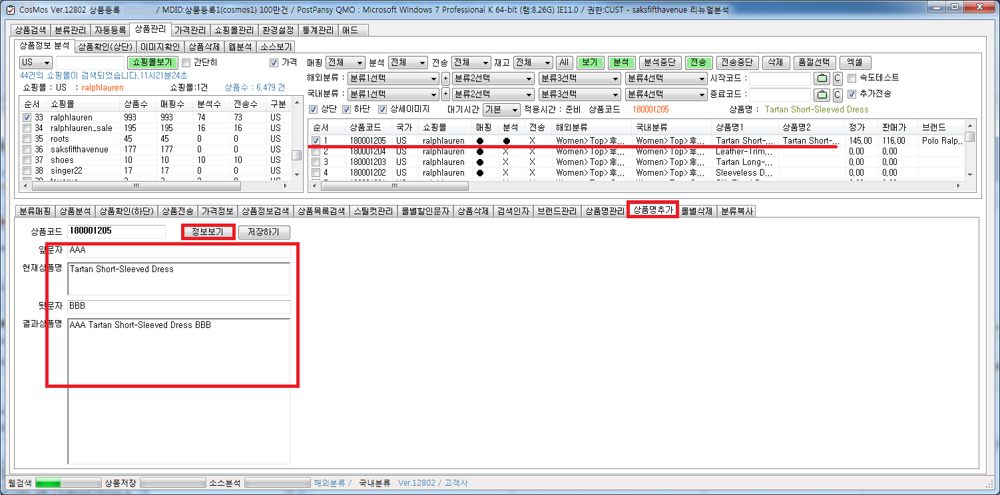 CosMos Ver.12802 상품등록 / MDID:상품등록1(cosmos1) 100만건 / PostPansy QMO : Microsoft Windows 7 Professional K 64-bit (램:8.26G) IE11.0 / 권한:CUST - saksfifthavenue 리뉴얼분석
상품검색 분류관리 자동등록 상품관리 가격관리 쇼핑몰관리 환경설정 통계관리 애드
상품정보 분석 상품확인(상단) 이미지확인 상품삭제 웹분석 소스보기
US 쇼핑몰보기 간단히 가격 매핑 전체 분석 전체 전송 전체 재고 전체 All 보기 분석 분석중단 전송 전송중단 삭제 품절선택 엑셀
44건의 쇼핑몰이 검색되었습니다.11시21분24초
해외분류 : 분류1선택 + 분류2선택 분류3선택 분류4선택 시작코드 : C 속도테스트
쇼핑몰 : US : ralphlauren 쇼핑몰:1건 상품수 : 6,479 건
국내분류 : 분류1선택 + 분류2선택 분류3선택 분류4선택 종료코드 : C 추가전송
상단 하단 상세이미지 대기시간 기본 적용시간 : 준비 상품코드 180001205 상품명 : Tartan Short-Sleeved Dress
순서 쇼핑몰 상품수 매핑수 분석수 전송수 구분
33 ralphlauren 993 993 74 73 US
34 ralphlauren_sale 195 195 16 16 US
35 roots 45 45 0 0 US
36 saksfifthavenue 177 177 0 0 US
37 shoes 10 10 10 10 US
38 singer22 17 17 0 0 US
순서 상품코드 국가 쇼핑몰 매핑 분석 전송 해외분류 국내분류 상품명1 상품명2 정가 판매가 브랜드
1 180001205 US ralphlauren ● ● X Women>Top>후... Women>Top>후... Tartan Short-... Tartan Short-... 145,00 116,00 Polo Ralp...
2 180001204 US ralphlauren ● X X Women>Top>후... Women>Top>후... Leather-Trim... 0,00 0,00
3 180001203 US ralphlauren ● X X Women>Top>후... Women>Top>후... Tartan Long-... 0,00 0,00
4 180001202 US ralphlauren ● X X Women>Top>후... Women>Top>후... Sleeveless D... 0,00 0,00
분류매핑 상품분석 상품확인(하단) 상품전송 가격정보 상품정보검색 상품목록검색 스틸컷관리 몰별할인문자 상품삭제 검색인자 브랜드관리 상품명관리 상품명추가 몰별삭제 분류복사
상품코드 180001205 정보보기 저장하기
앞문자 AAA
현재상품명 Tartan Short-Sleeved Dress
뒷문자 BBB
결과상품명 AAA Tartan Short-Sleeved Dress BBB
웹검색 상품저장 소스분석 해외분류 / 국내분류 Ver.12802 / 고객사